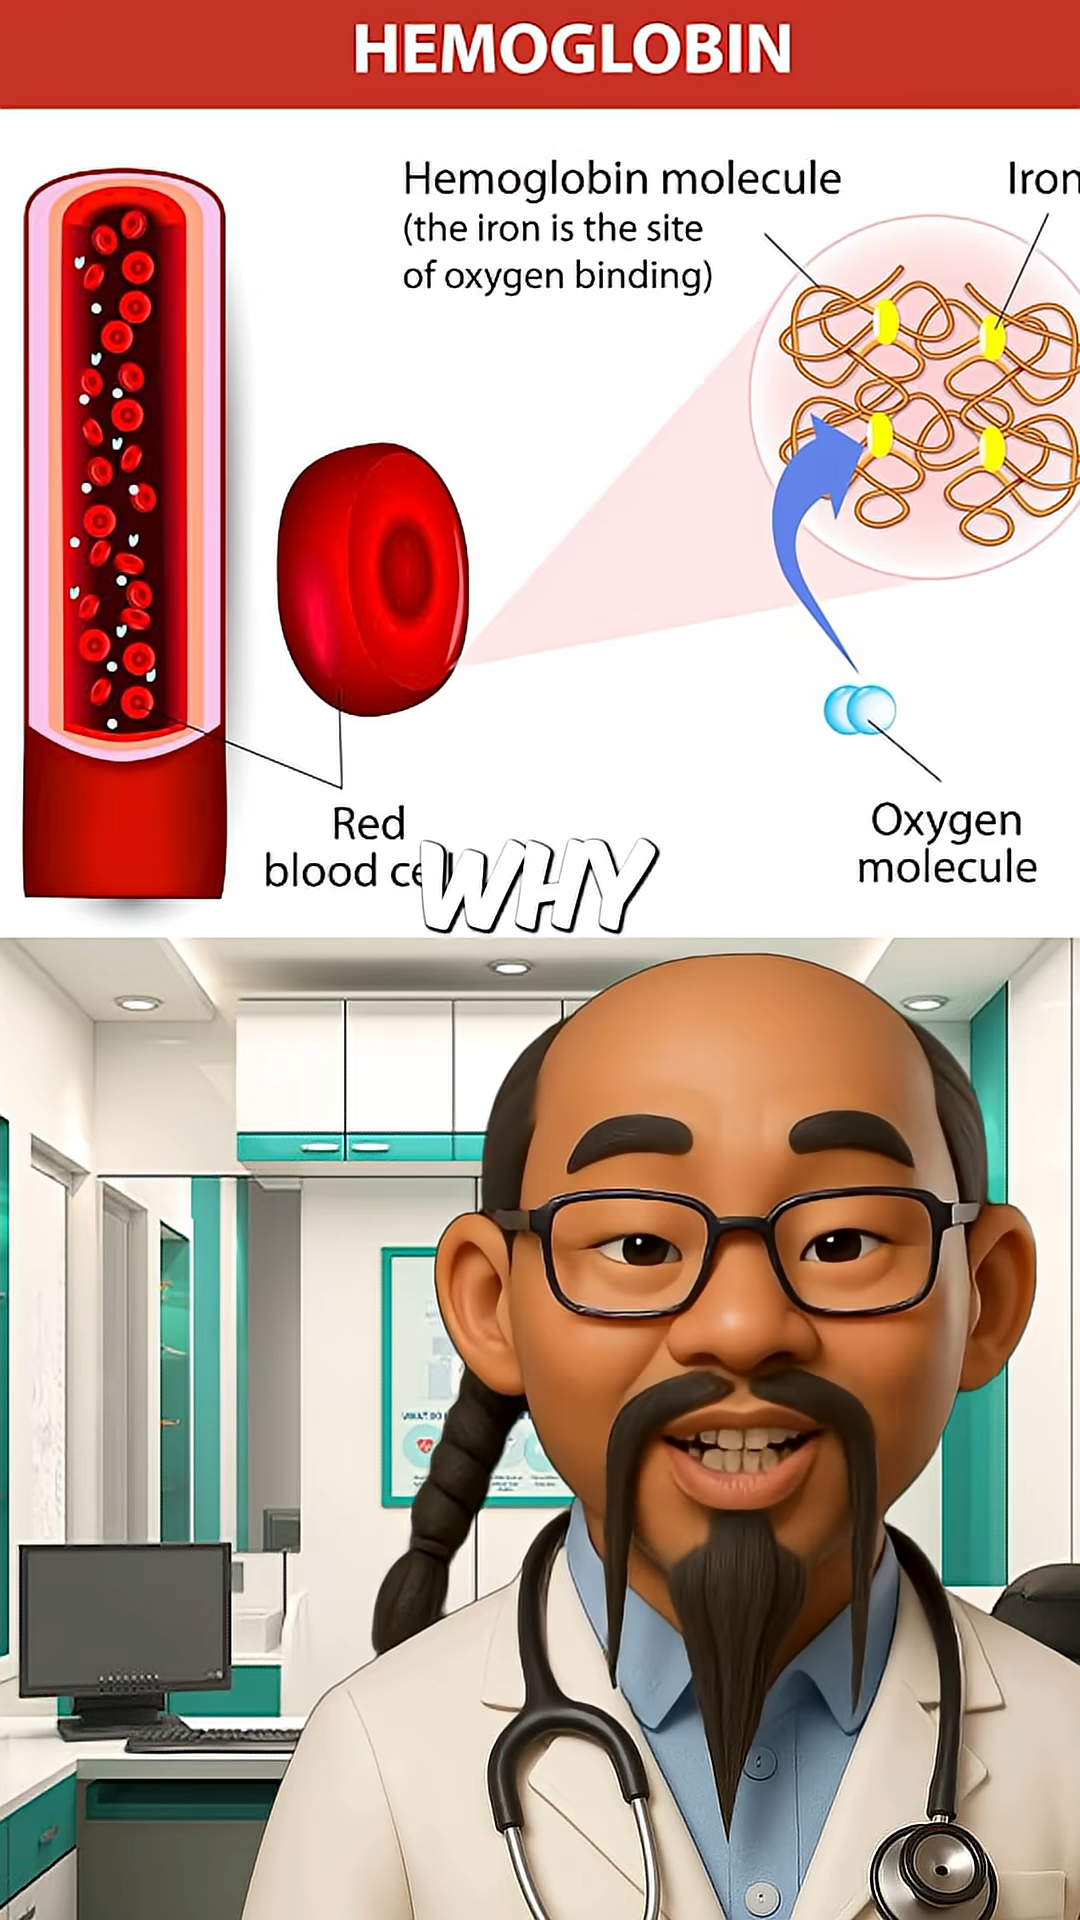 HEMOGLOBIN
Hemoglobin molecule
(the iron is the site
of oxygen binding)
Iron
Red
blood ce
WHY
Oxygen
molecule